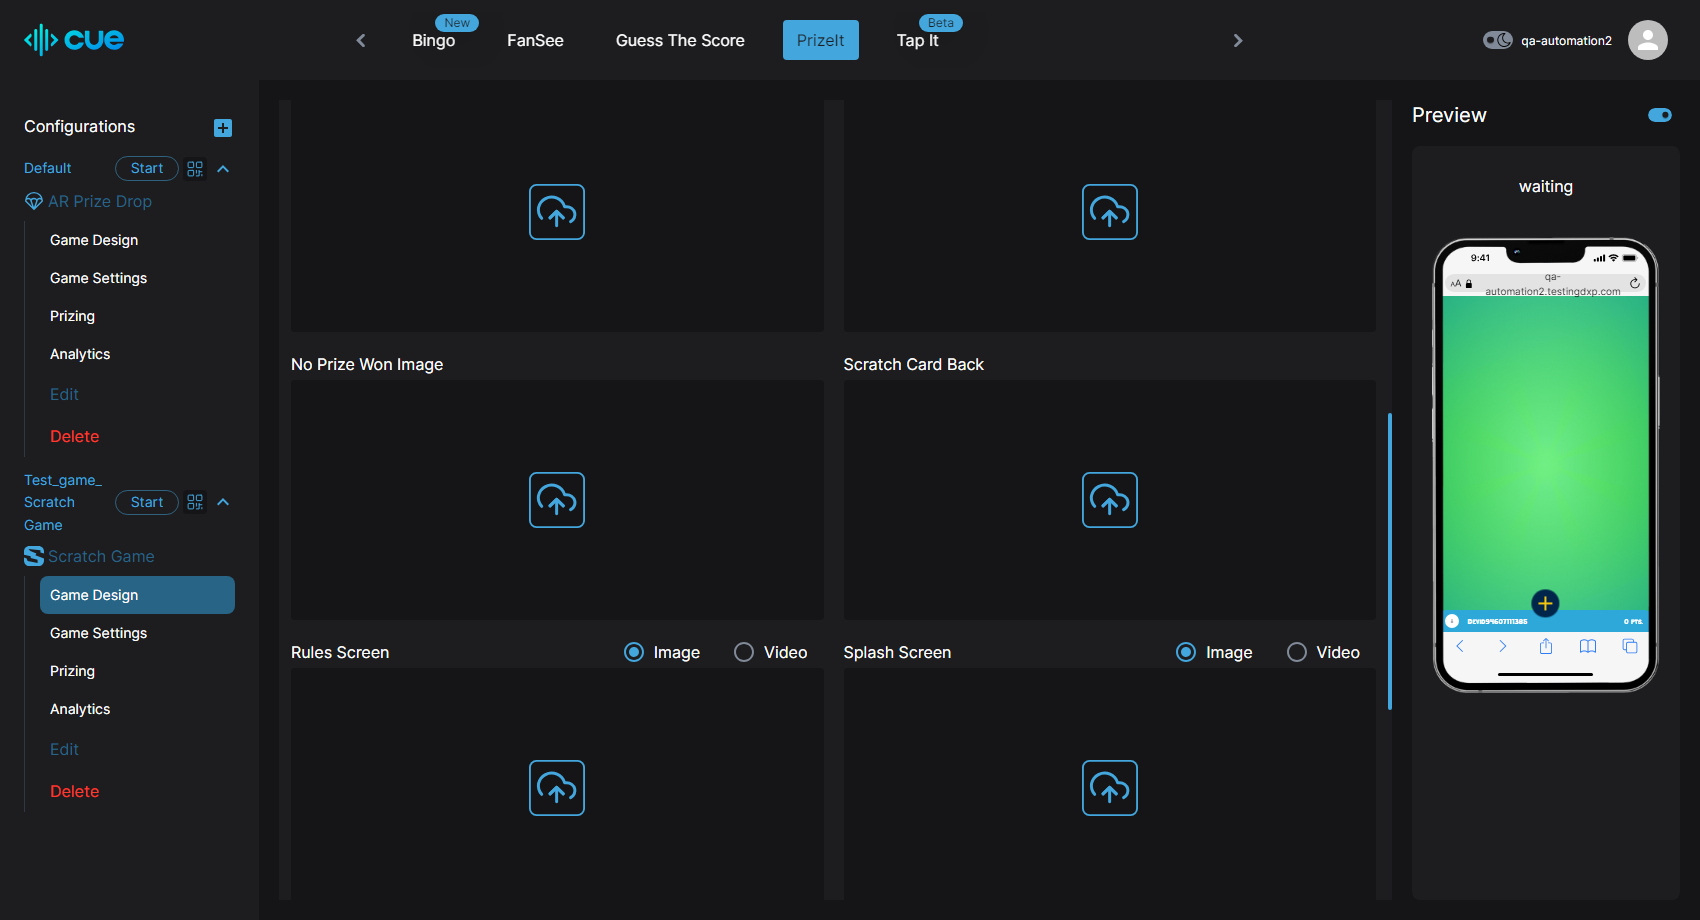 cue
New
Bingo
FanSee
Guess The Score
PrizeIt
Beta
Tap It
qa-automation2
Configurations
Default
Start
AR Prize Drop
Game Design
Game Settings
Prizing
Analytics
Edit
Delete
Test_game_
Scratch
Game
Start
Scratch Game
Game Design
Game Settings
Prizing
Analytics
Edit
Delete
No Prize Won Image
Scratch Card Back
Rules Screen
Image
Video
Splash Screen
Image
Video
Preview
waiting
9:41
AA
qa-
automation2.testingdxp.com
0 PTS.